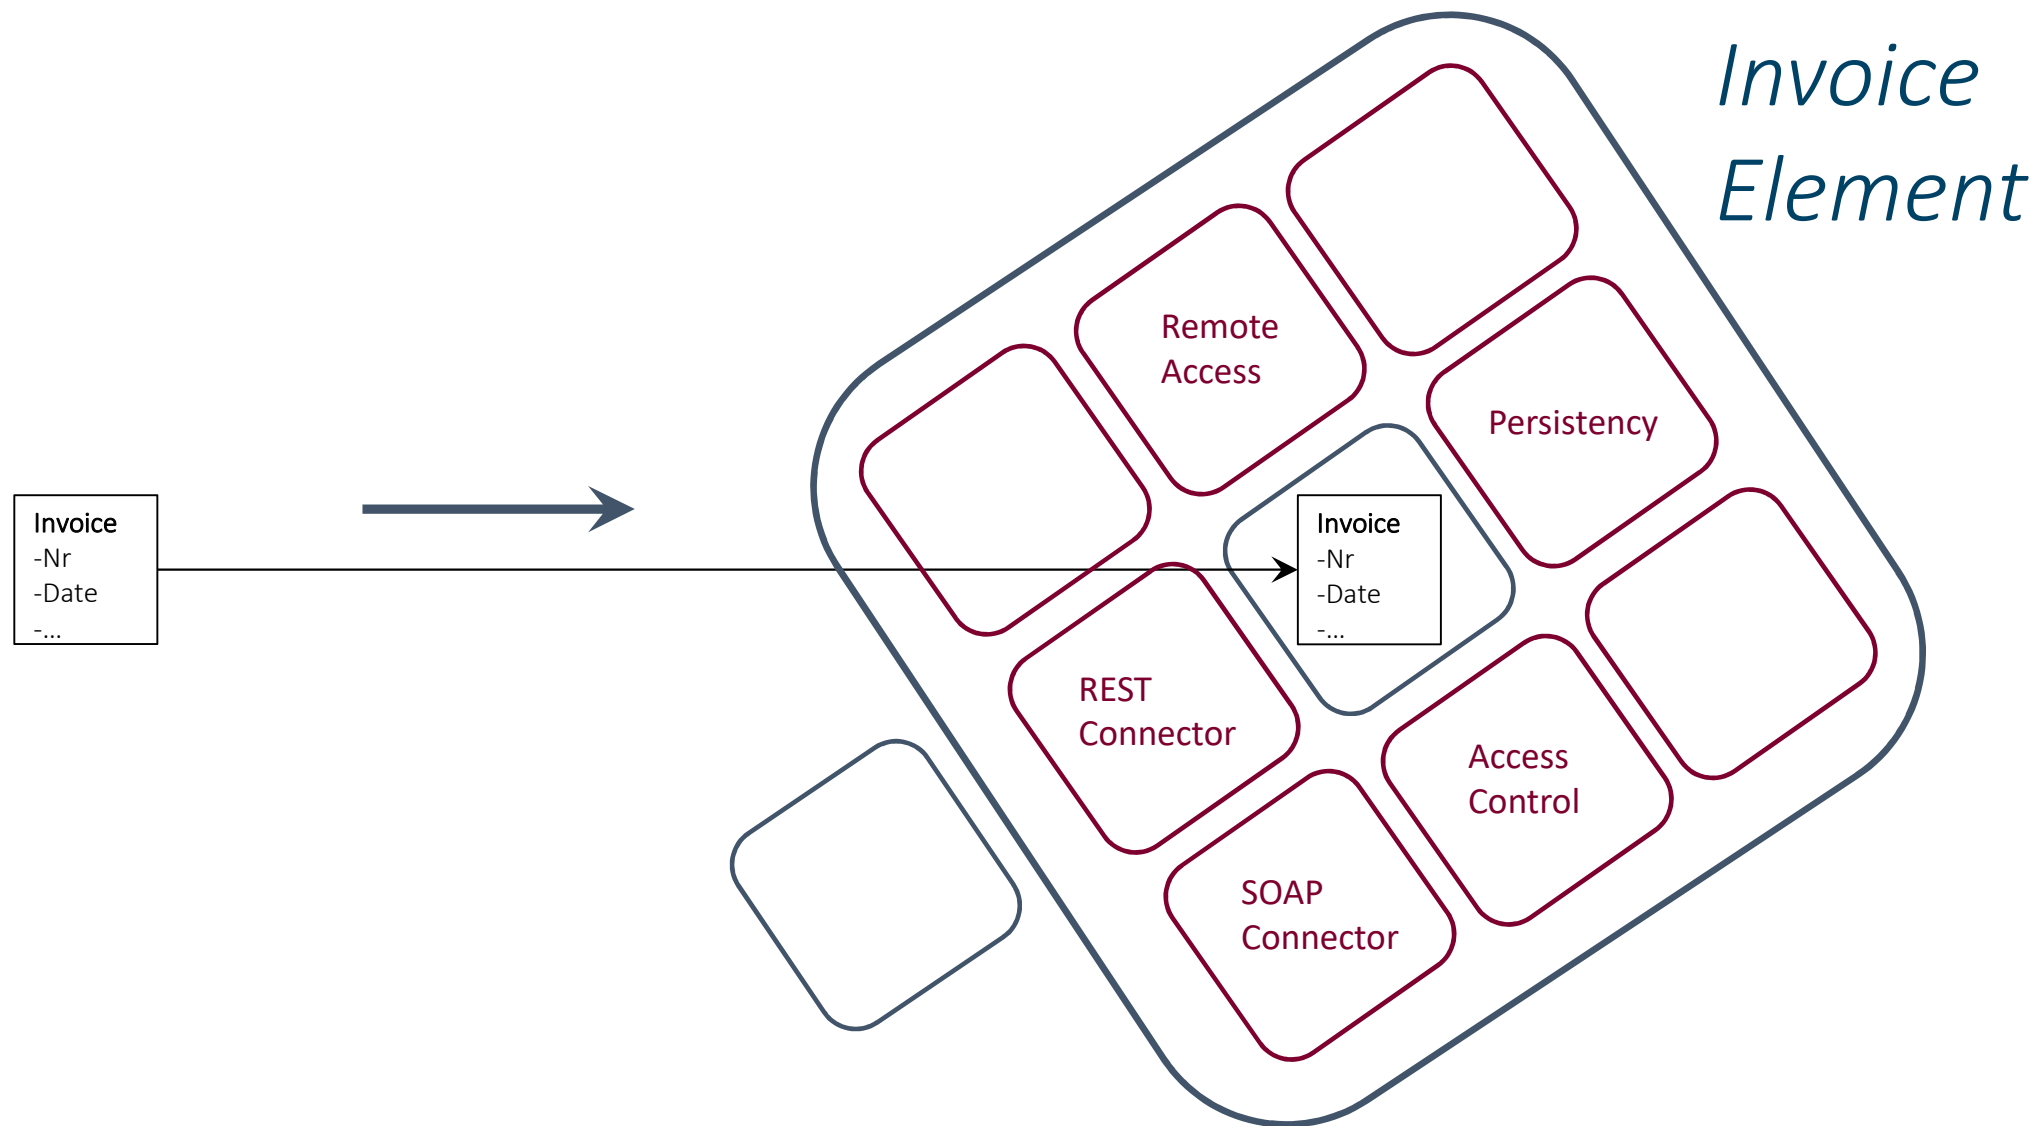 Invoice
Element
Remote
Access
Persistency
Invoice
-Nr
-Date
-...
Invoice
-Nr
-Date
-...
REST
Connector
Access
Control
SOAP
Connector